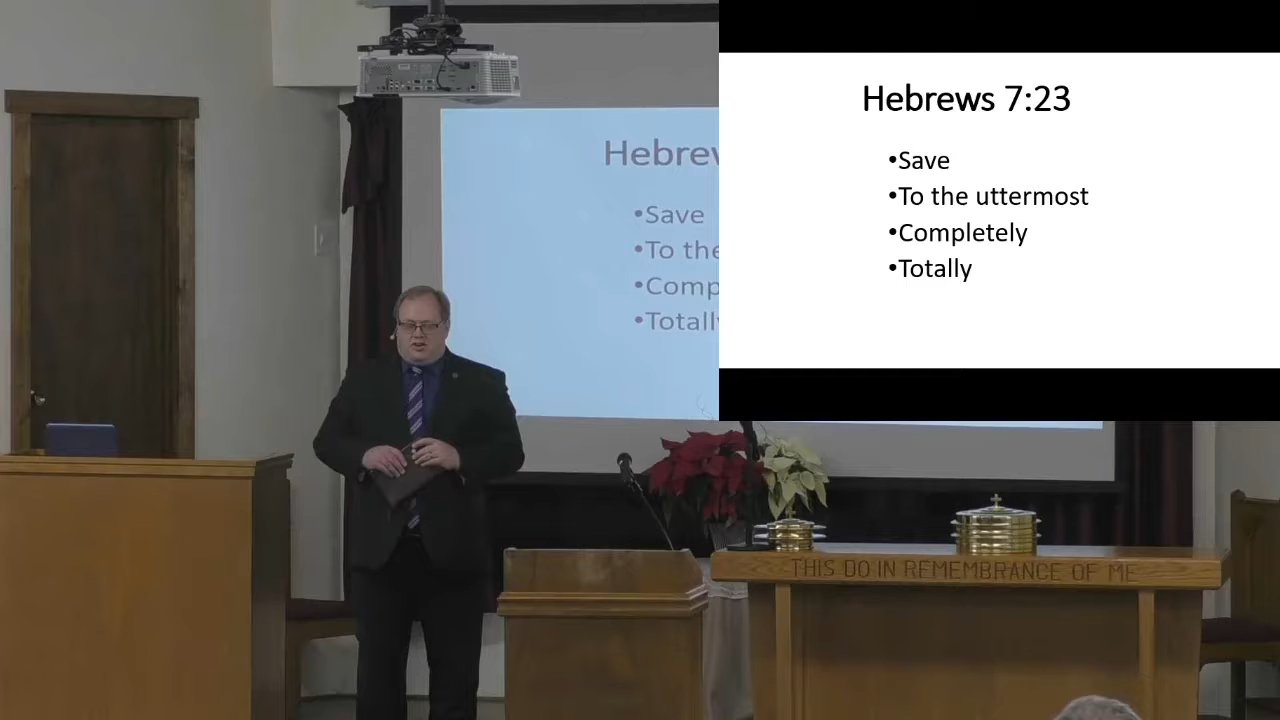 Hebrews 7:23
•Save
•To the uttermost
•Completely
•Totally
Hebrew
•Save
•To the
•Comp
•Totally
THIS DO IN REMEMBRANCE OF ME